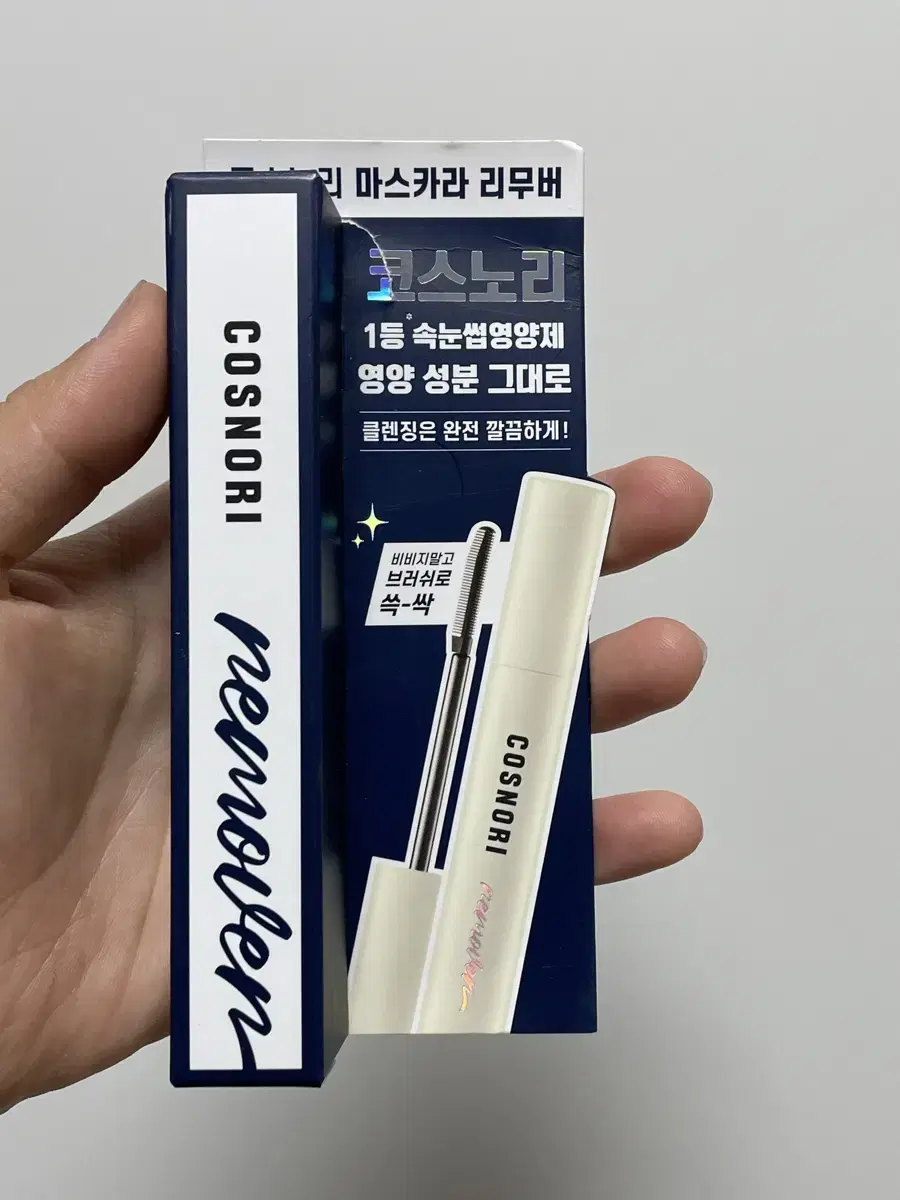 COSNORI
remover
리 마스카라 리무버
코스노리
1등 속눈썹영양제
영양 성분 그대로
클렌징은 완전 깔끔하게!
비비지말고
브러쉬로
쓱-싹
COSNORI
remover